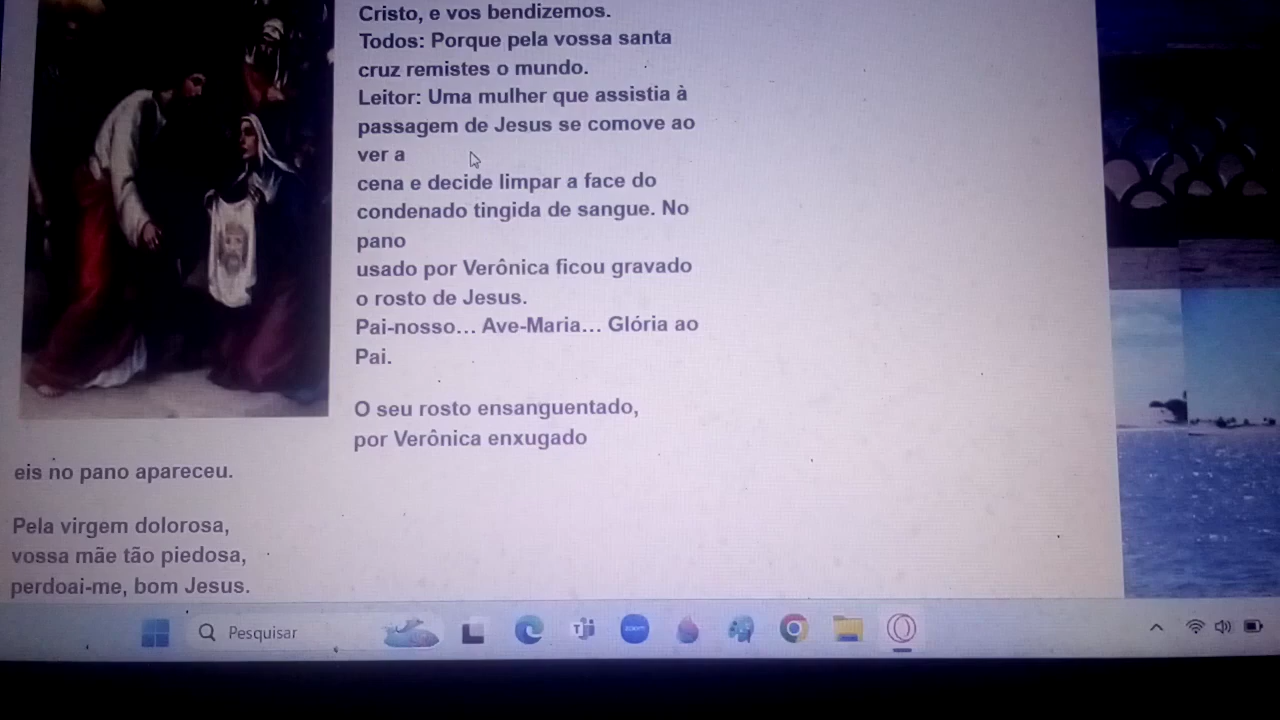 Cristo, e vos bendizemos.
Todos: Porque pela vossa santa
cruz remistes o mundo.
Leitor: Uma mulher que assistia à
passagem de Jesus se comove ao
ver a
cena e decide limpar a face do
condenado tingida de sangue. No
pano
usado por Verônica ficou gravado
o rosto de Jesus.
Pai-nosso... Ave-Maria... Glória ao
Pai.
O seu rosto ensanguentado,
por Verônica enxugado
eis no pano apareceu.
Pela virgem dolorosa,
vossa mãe tão piedosa,
perdoai-me, bom Jesus.
Pesquisar
zoom